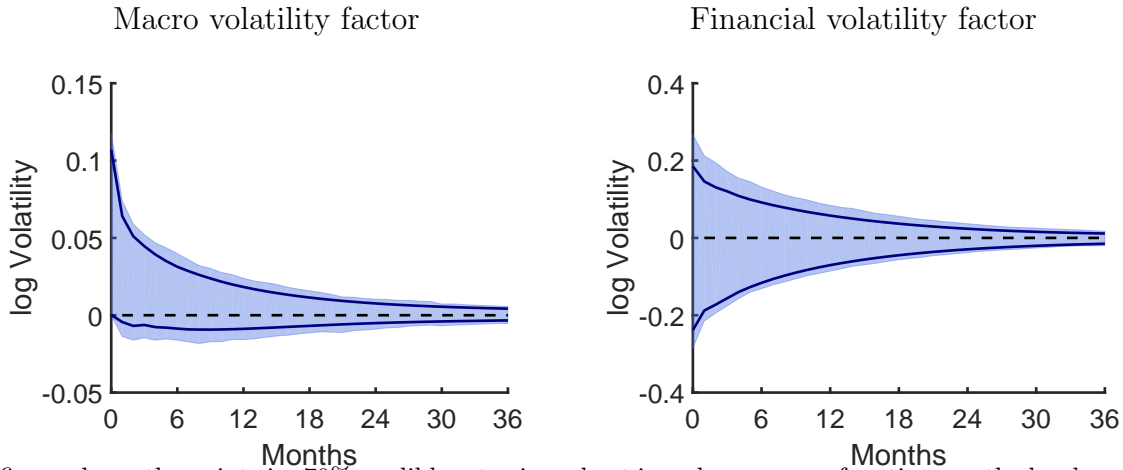 Macro volatility factor
Financial volatility factor
0.15
0.1
0.05
0
-0.05
log Volatility
0 6 12 18 24 30 36
Months
0.4
0.2
0
-0.2
-0.4
log Volatility
0 6 12 18 24 30 36
Months